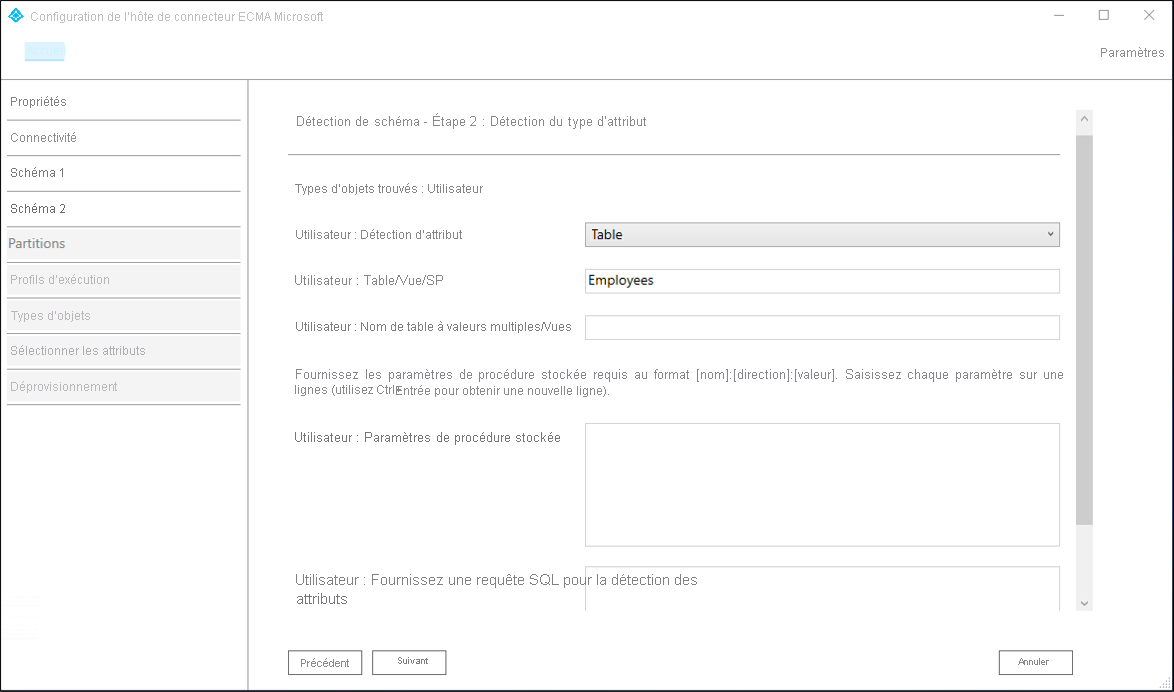 Configuration de l'hôte de connecteur ECMA Microsoft
Paramètres
Propriétés
Connectivité
Schéma 1
Schéma 2
Partitions
Profils d'exécution
Types d'objets
Sélectionner les attributs
Déprovisionnement
Détection de schéma - Étape 2 : Détection du type d'attribut
Types d'objets trouvés : Utilisateur
Utilisateur : Détection d'attribut
Table
Utilisateur : Table/Vue/SP
Employees
Utilisateur : Nom de table à valeurs multiples/Vues
Fournissez les paramètres de procédure stockée requis au format [nom]:[direction]:[valeur]. Saisissez chaque paramètre sur une
lignes (utilisez Ctrl+Entrée pour obtenir une nouvelle ligne).
Utilisateur : Paramètres de procédure stockée
Utilisateur : Fournissez une requête SQL pour la détection des
attributs
Précédent
Suivant
Annuler